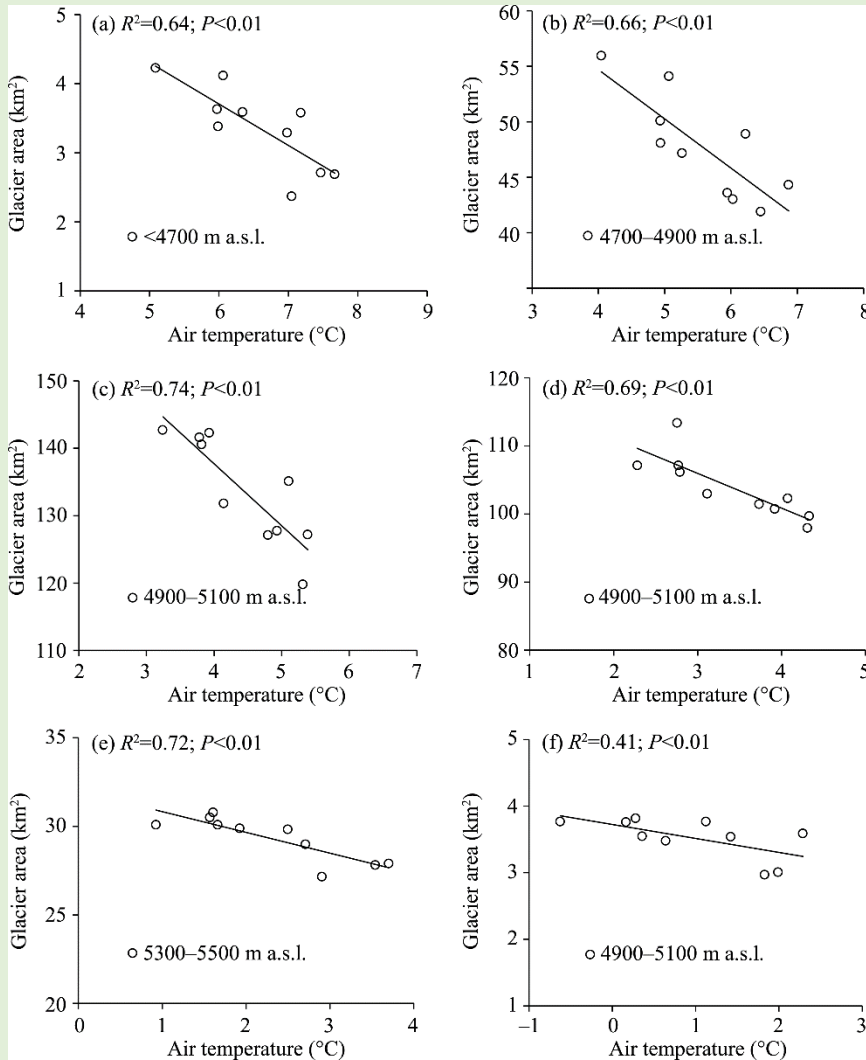 (a) R²=0.64; P<0.01
5
4
3
2
1
Glacier area (km²)
<4700 m a.s.l.
4 5 6 7 8 9
Air temperature (°C)
(b) R²=0.66; P<0.01
60
55
50
45
40
Glacier area (km²)
4700–4900 m a.s.l.
3 4 5 6 7 8
Air temperature (°C)
(c) R²=0.74; P<0.01
150
140
130
120
110
Glacier area (km²)
4900–5100 m a.s.l.
2 3 4 5 6 7
Air temperature (°C)
(d) R²=0.69; P<0.01
120
110
100
90
80
Glacier area (km²)
4900–5100 m a.s.l.
1 2 3 4 5
Air temperature (°C)
(e) R²=0.72; P<0.01
35
30
25
20
Glacier area (km²)
5300–5500 m a.s.l.
0 1 2 3 4
Air temperature (°C)
(f) R²=0.41; P<0.01
5
4
3
2
1
Glacier area (km²)
4900–5100 m a.s.l.
–1 0 1 2 3
Air temperature (°C)